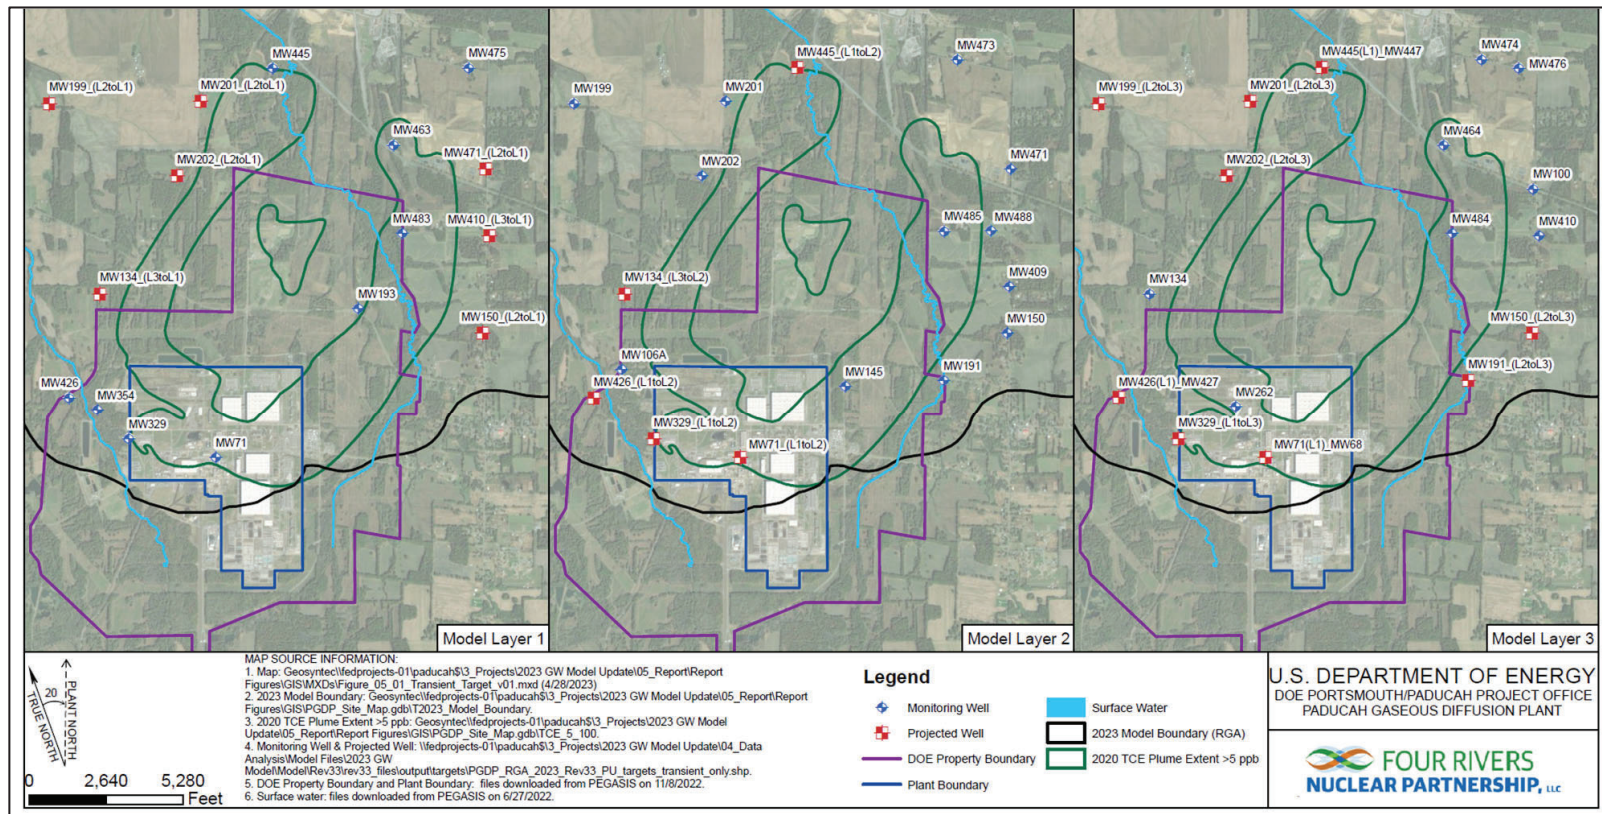 MW445
MW475
MW199_(L2toL1)
MW201_(L2toL1)
MW463
MW202_(L2toL1)
MW471_(L2toL1)
MW483
MW410_(L3toL1)
MW134_(L3toL1)
MW193
MW150_(L2toL1)
MW426
MW354
MW329
MW71
Model Layer 1
MW445_(L1toL2)
MW473
MW199
MW201
MW202
MW471
MW485
MW488
MW134_(L3toL2)
MW409
MW150
MW106A
MW426_(L1toL2)
MW145
MW191
MW329_(L1toL2)
MW71_(L1toL2)
Model Layer 2
MW445(L1)_MW447
MW474
MW476
MW199_(L2toL3)
MW201_(L2toL3)
MW464
MW202_(L2toL3)
MW100
MW484
MW410
MW134
MW150_(L2toL3)
MW191_(L2toL3)
MW426(L1)_MW427
MW262
MW329_(L1toL3)
MW71(L1)_MW68
Model Layer 3
20
TRUE NORTH
PLANT NORTH
0 2,640 5,280
Feet
MAP SOURCE INFORMATION:
1. Map: Geosyntec\\fedprojects-01\paducah$\3_Projects\2023 GW Model Update\05_Report\Report
Figures\GIS\MXDs\Figure_05_01_Transient_Target_v01.mxd (4/28/2023)
2. 2023 Model Boundary: Geosyntec\\fedprojects-01\paducah$\3_Projects\2023 GW Model Update\05_Report\Report
Figures\GIS\PGDP_Site_Map.gdb\T2023_Model_Boundary.
3. 2020 TCE Plume Extent >5 ppb: Geosyntec\\fedprojects-01\paducah$\3_Projects\2023 GW Model
Update\05_Report\Report Figures\GIS\PGDP_Site_Map.gdb\TCE_5_100.
4. Monitoring Well & Projected Well: \\fedprojects-01\paducah$\3_Projects\2023 GW Model Update\04_Data
Analysis\Model Files\2023 GW
Model\Model\Rev33\rev33_files\output\targets\PGDP_RGA_2023_Rev33_PU_targets_transient_only.shp.
5. DOE Property Boundary and Plant Boundary: files downloaded from PEGASIS on 11/8/2022.
6. Surface water: files downloaded from PEGASIS on 6/27/2022.
Legend
Monitoring Well
Projected Well
DOE Property Boundary
Plant Boundary
Surface Water
2023 Model Boundary (RGA)
2020 TCE Plume Extent >5 ppb
U.S. DEPARTMENT OF ENERGY
DOE PORTSMOUTH/PADUCAH PROJECT OFFICE
PADUCAH GASEOUS DIFFUSION PLANT
FOUR RIVERS
NUCLEAR PARTNERSHIP, LLC